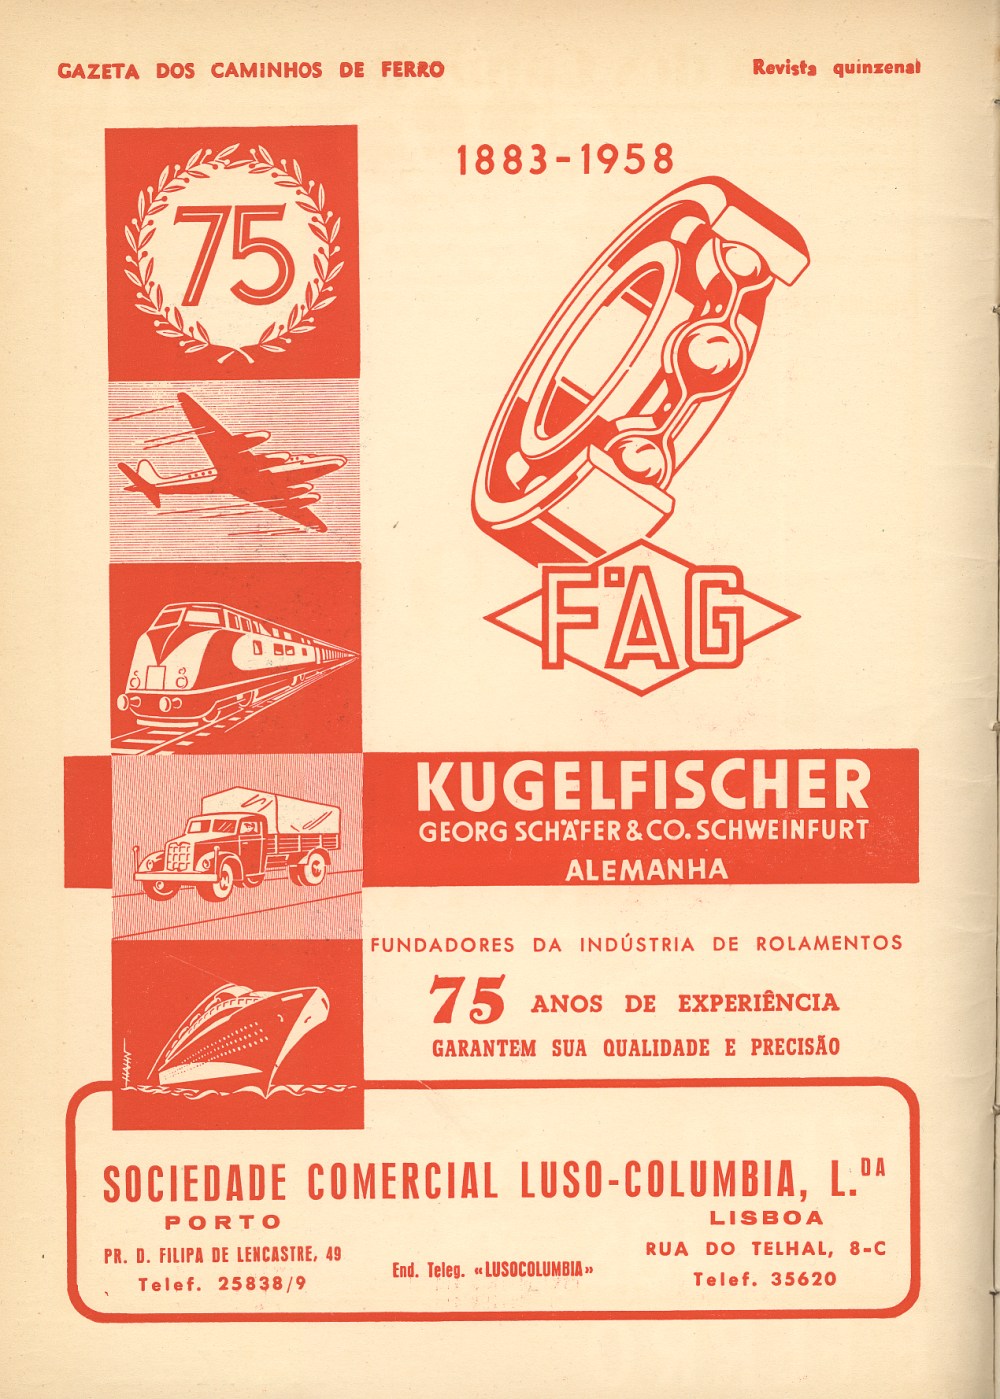 GAZETA DOS CAMINHOS DE FERRO
Revista quinzenal
75
1883-1958
FAG
KUGELFISCHER
GEORG SCHÄFER & CO. SCHWEINFURT
ALEMANHA
FUNDADORES DA INDÚSTRIA DE ROLAMENTOS
75 ANOS DE EXPERIÊNCIA
GARANTEM SUA QUALIDADE E PRECISÃO
HAHN
SOCIEDADE COMERCIAL LUSO-COLUMBIA, L.DA
PORTO
PR. D. FILIPA DE LENCASTRE, 49
Telef. 25838/9
End. Teleg. «LUSOCOLUMBIA»
LISBOA
RUA DO TELHAL, 8-C
Telef. 35620